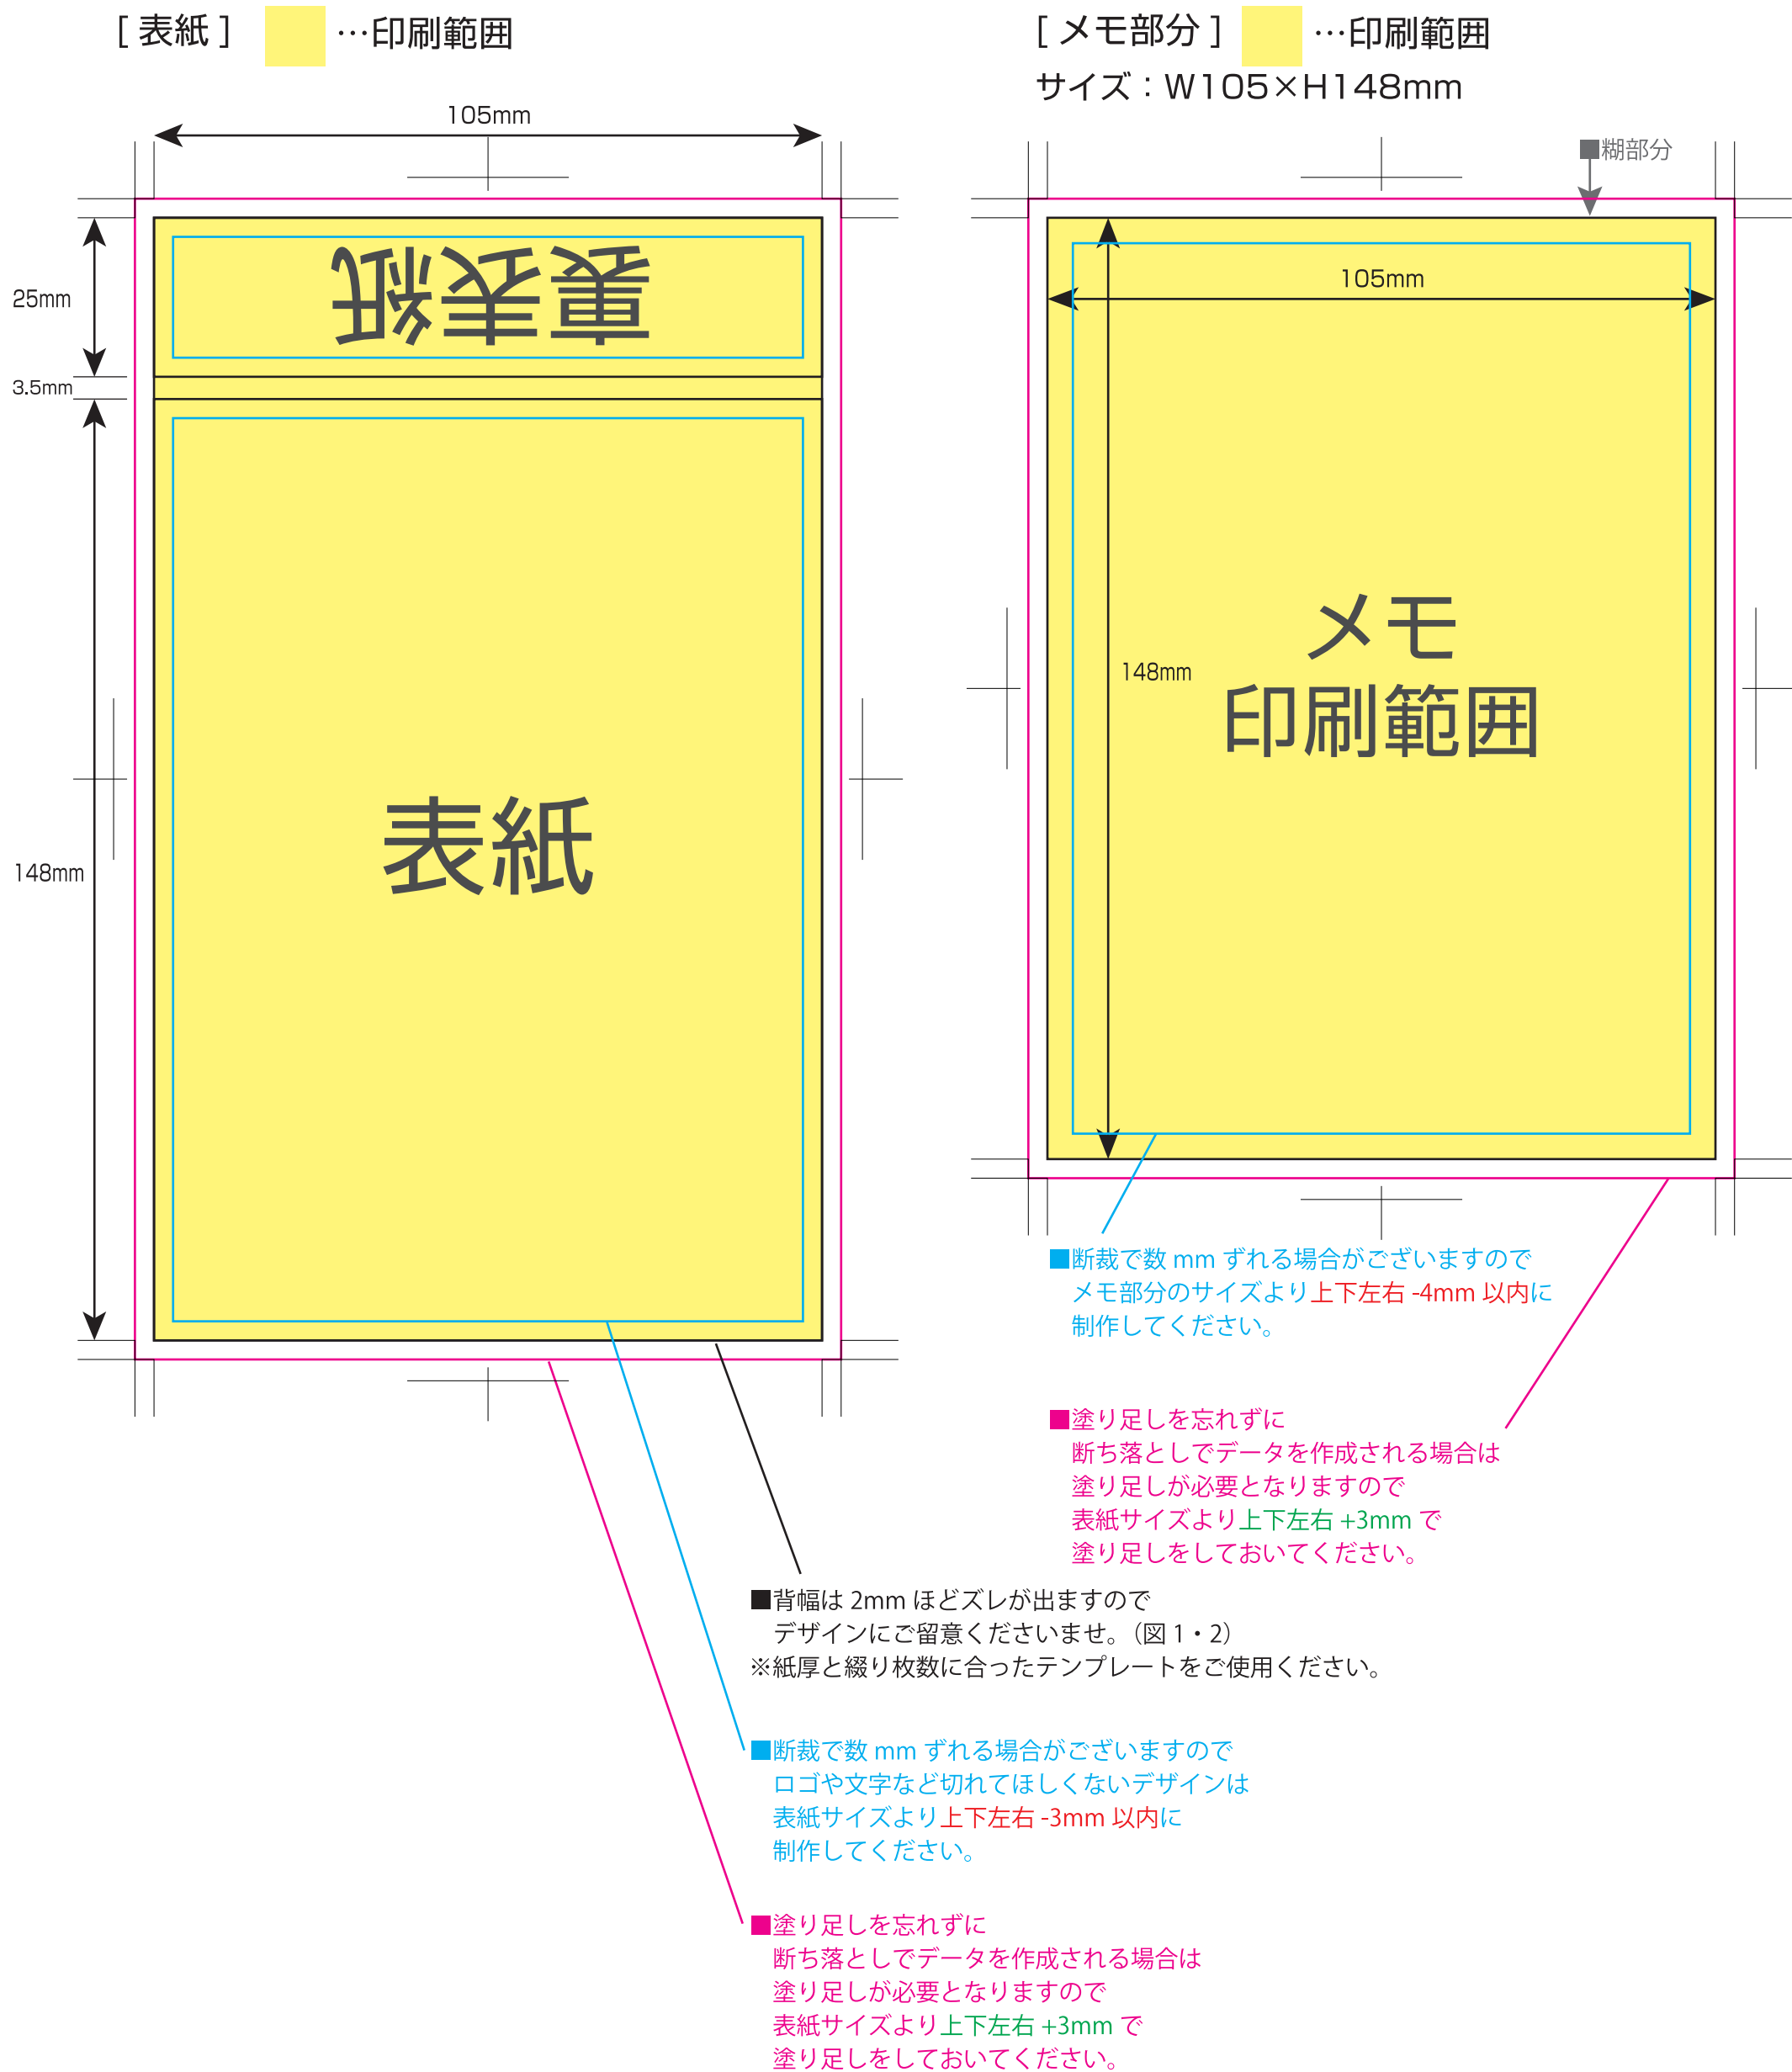 [ 表紙 ] …印刷範囲
105mm
25mm
裏表紙
3.5mm
148mm
表紙
[ メモ部分 ] …印刷範囲
サイズ：W105×H148mm
■糊部分
105mm
148mm
メモ
印刷範囲
■断裁で数 mm ずれる場合がございますので
メモ部分のサイズより上下左右 -4mm 以内に
制作してください。
■塗り足しを忘れずに
断ち落としでデータを作成される場合は
塗り足しが必要となりますので
表紙サイズより上下左右 +3mm で
塗り足しをしておいてください。
■背幅は 2mm ほどズレが出ますので
デザインにご留意くださいませ。（図 1・2）
※紙厚と綴り枚数に合ったテンプレートをご使用ください。
■断裁で数 mm ずれる場合がございますので
ロゴや文字など切れてほしくないデザインは
表紙サイズより上下左右 -3mm 以内に
制作してください。
■塗り足しを忘れずに
断ち落としでデータを作成される場合は
塗り足しが必要となりますので
表紙サイズより上下左右 +3mm で
塗り足しをしておいてください。